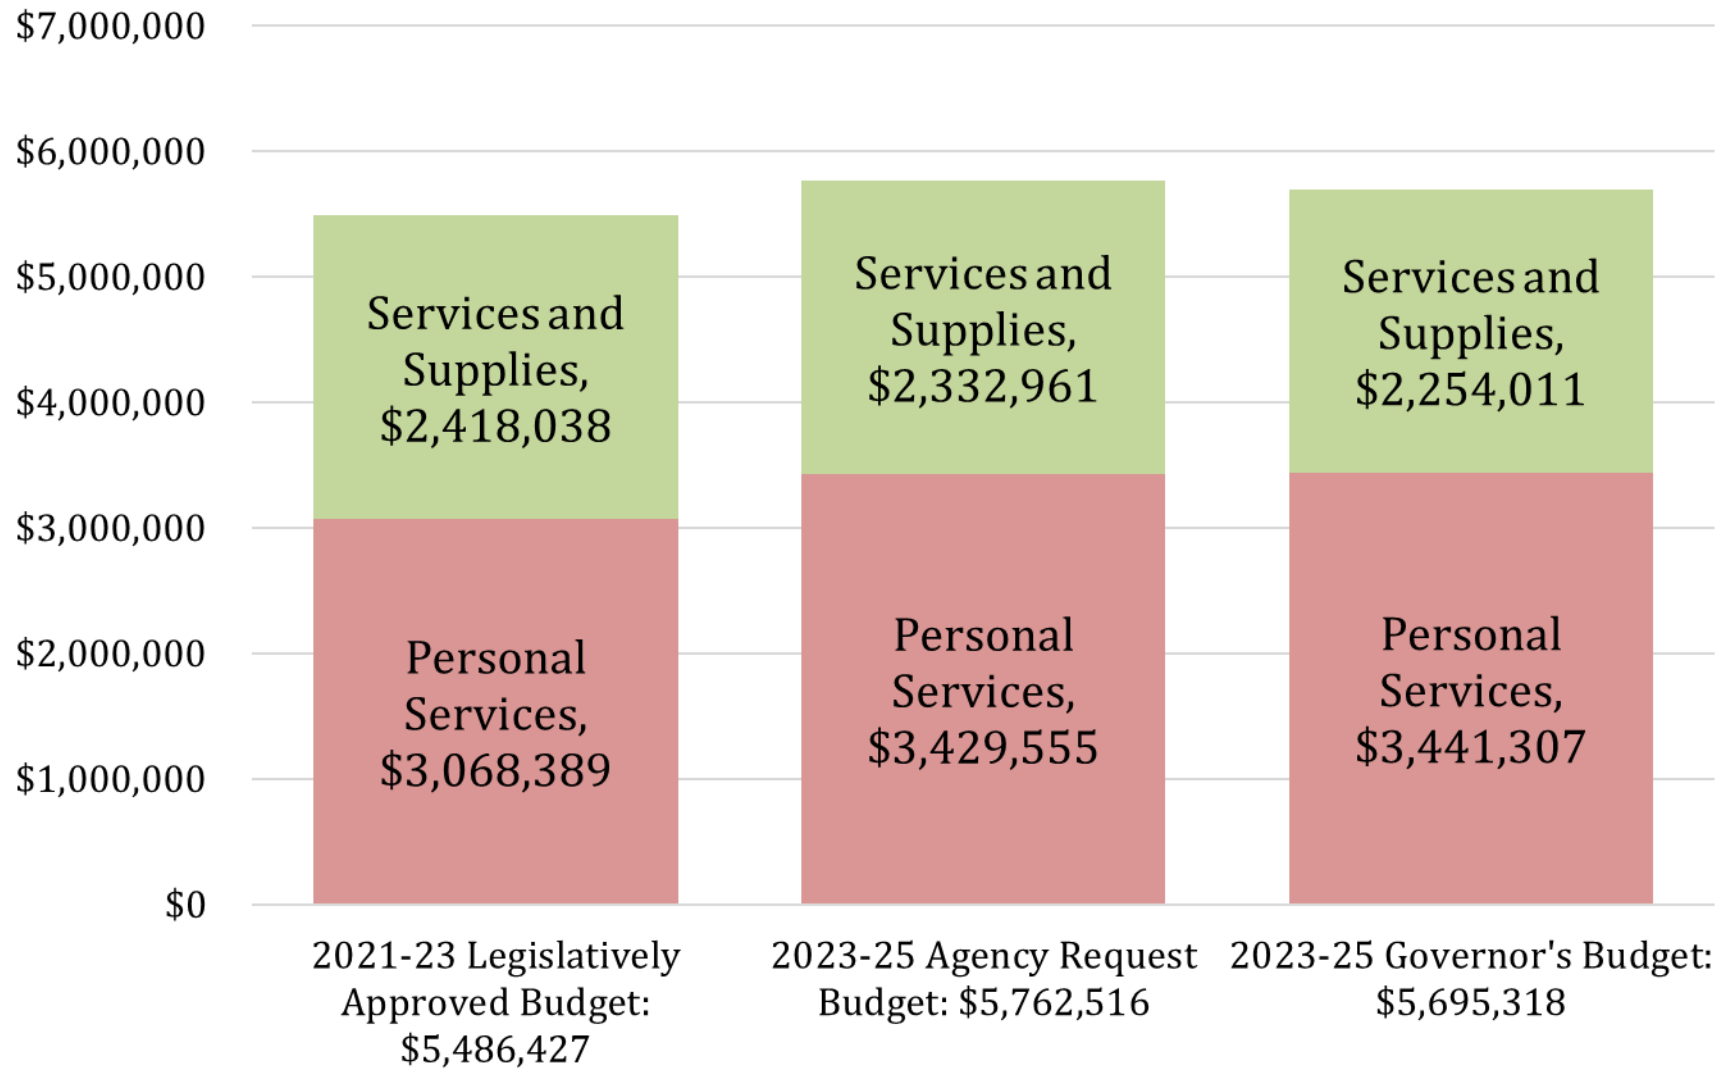 $7,000,000
$6,000,000
$5,000,000
$4,000,000
$3,000,000
$2,000,000
$1,000,000
$0
Services and
Supplies,
$2,418,038
Personal
Services,
$3,068,389
Services and
Supplies,
$2,332,961
Personal
Services,
$3,429,555
Services and
Supplies,
$2,254,011
Personal
Services,
$3,441,307
2021-23 Legislatively
Approved Budget:
$5,486,427
2023-25 Agency Request
Budget: $5,762,516
2023-25 Governor's Budget:
$5,695,318